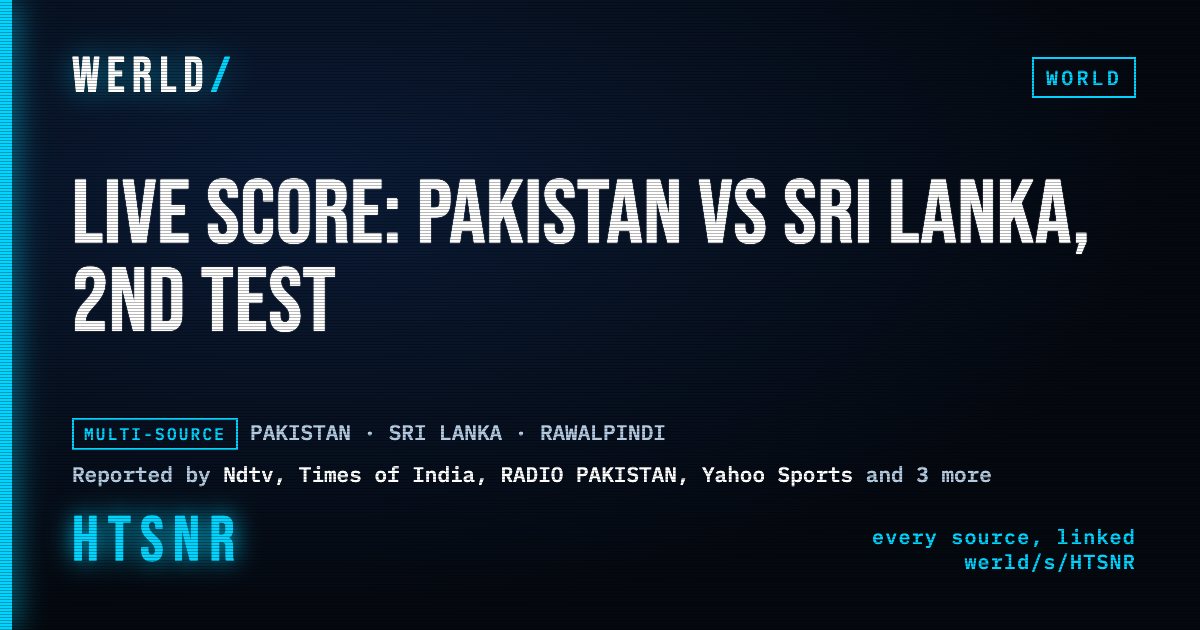 WERLD/
WORLD
LIVE SCORE: PAKISTAN VS SRI LANKA,
2ND TEST
MULTI-SOURCE PAKISTAN · SRI LANKA · RAWALPINDI
Reported by Ndtv, Times of India, RADIO PAKISTAN, Yahoo Sports and 3 more
HTSNR
every source, linked
werld/s/HTSNR